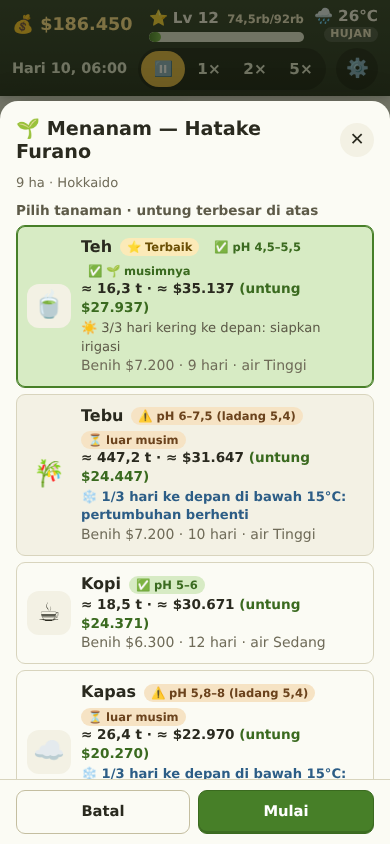 💰 $186.450
⭐ Lv 12 74,5rb/92rb
🌧️ 26°C
HUJAN
Hari 10, 06:00
⏸️ 1× 2× 5× ⚙️
🌱 Menanam — Hatake
Furano
✕
9 ha · Hokkaido
Pilih tanaman · untung terbesar di atas
Teh ⭐ Terbaik ✅ pH 4,5–5,5
✅ 🌱 musimnya
≈ 16,3 t · ≈ $35.137 (untung
$27.937)
☀️ 3/3 hari kering ke depan: siapkan
irigasi
Benih $7.200 · 9 hari · air Tinggi
Tebu ⚠️ pH 6–7,5 (ladang 5,4)
⏳ luar musim
≈ 447,2 t · ≈ $31.647 (untung
$24.447)
❄️ 1/3 hari ke depan di bawah 15°C:
pertumbuhan berhenti
Benih $7.200 · 10 hari · air Tinggi
Kopi ✅ pH 5–6
≈ 18,5 t · ≈ $30.671 (untung
$24.371)
Benih $6.300 · 12 hari · air Sedang
Kapas ⚠️ pH 5,8–8 (ladang 5,4)
⏳ luar musim
≈ 26,4 t · ≈ $22.970 (untung
$20.270)
❄️ 1/3 hari ke depan di bawah 15°C:
Batal
Mulai